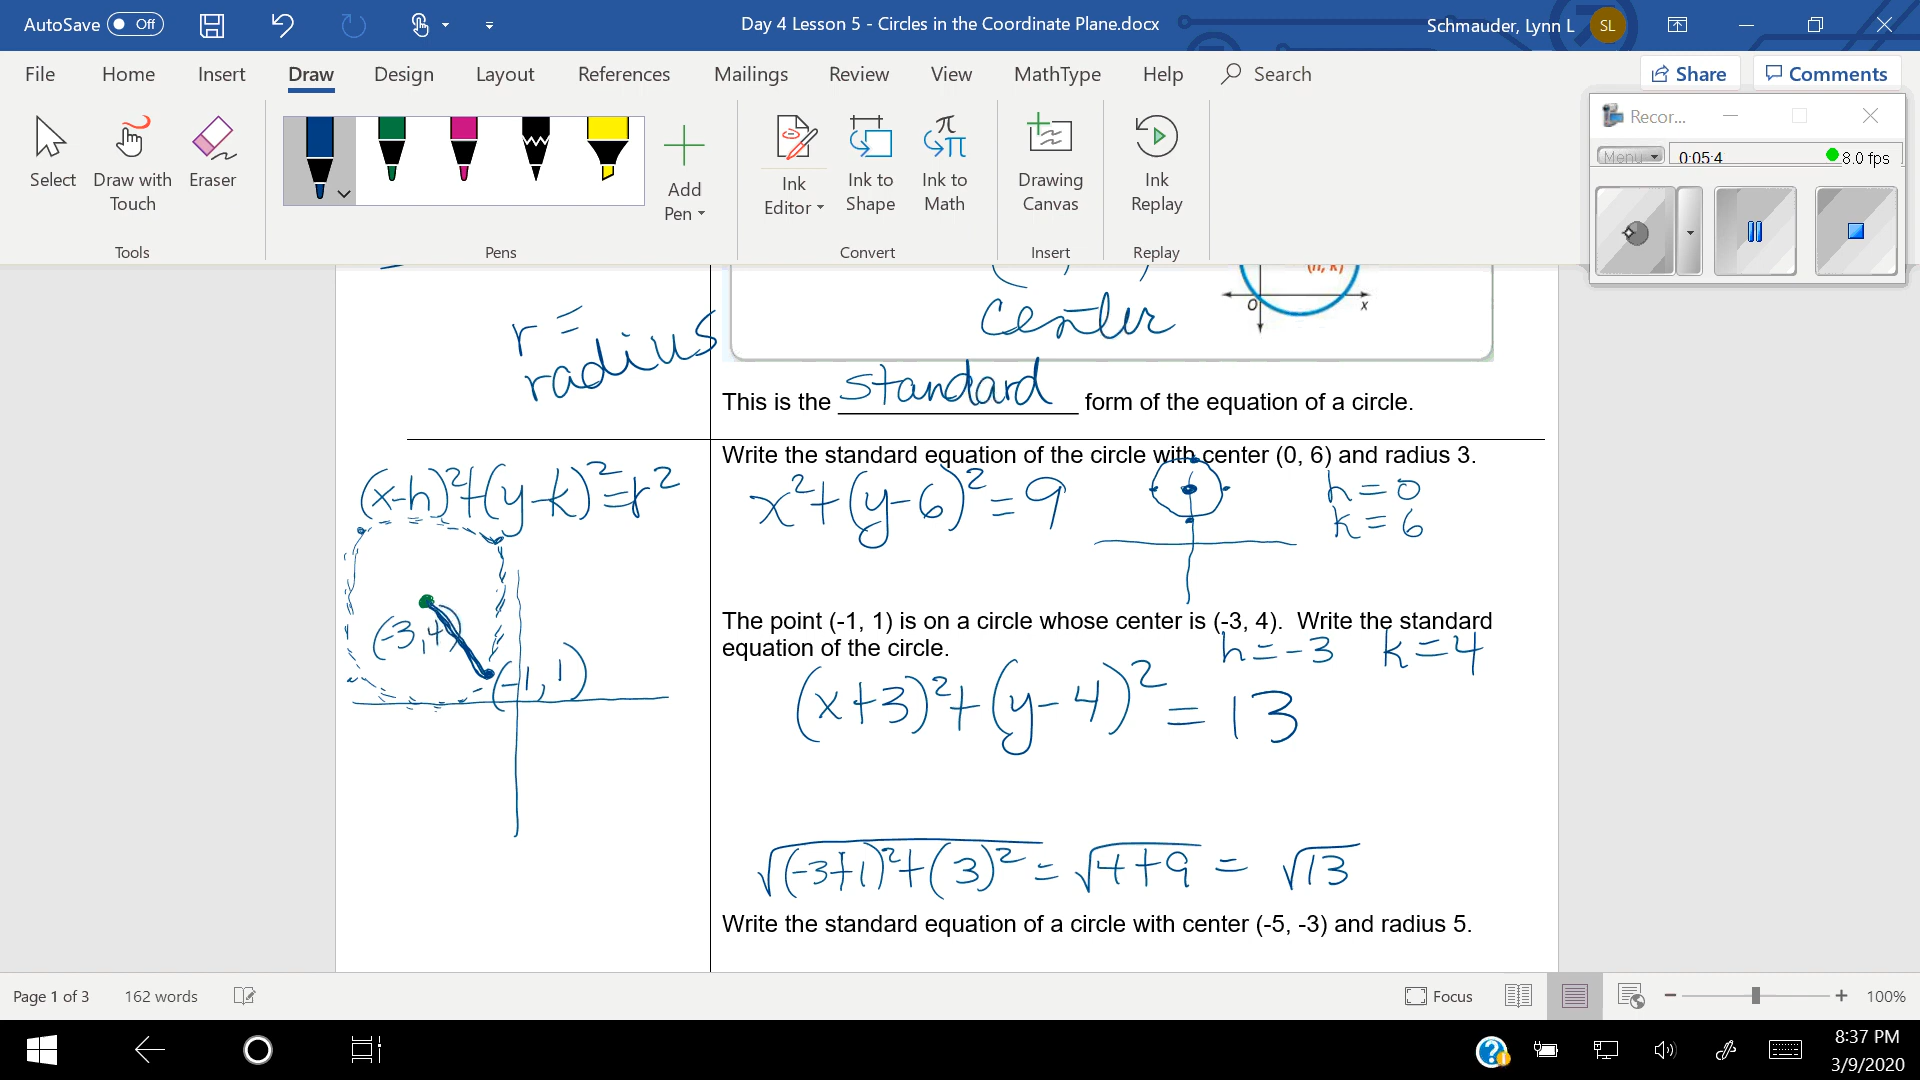 AutoSave Off
Day 4 Lesson 5 - Circles in the Coordinate Plane.docx
Schmauder, Lynn L SL
File Home Insert Draw Design Layout References Mailings Review View MathType Help Search
Share Comments
Recor...
Menu 0:05:4 8.0 fps
Select
Draw with Touch
Eraser
Add Pen
Ink Editor
Ink to Shape
Ink to Math
Drawing Canvas
Ink Replay
Tools Pens Convert Insert Replay
(h, k)
O x
center
r =
radius
This is the standard form of the equation of a circle.
Write the standard equation of the circle with center (0, 6) and radius 3.
(x-h)²+(y-k)²=r²
x²+(y-6)²=9
h=0
k=6
The point (-1, 1) is on a circle whose center is (-3, 4). Write the standard
equation of the circle.
h=-3 k=4
(-3,4)
(-1,1)
(x+3)²+(y-4)²=13
√(-3+1)²+(3)² = √4+9 = √13
Write the standard equation of a circle with center (-5, -3) and radius 5.
Page 1 of 3 162 words
Focus
100%
8:37 PM
3/9/2020